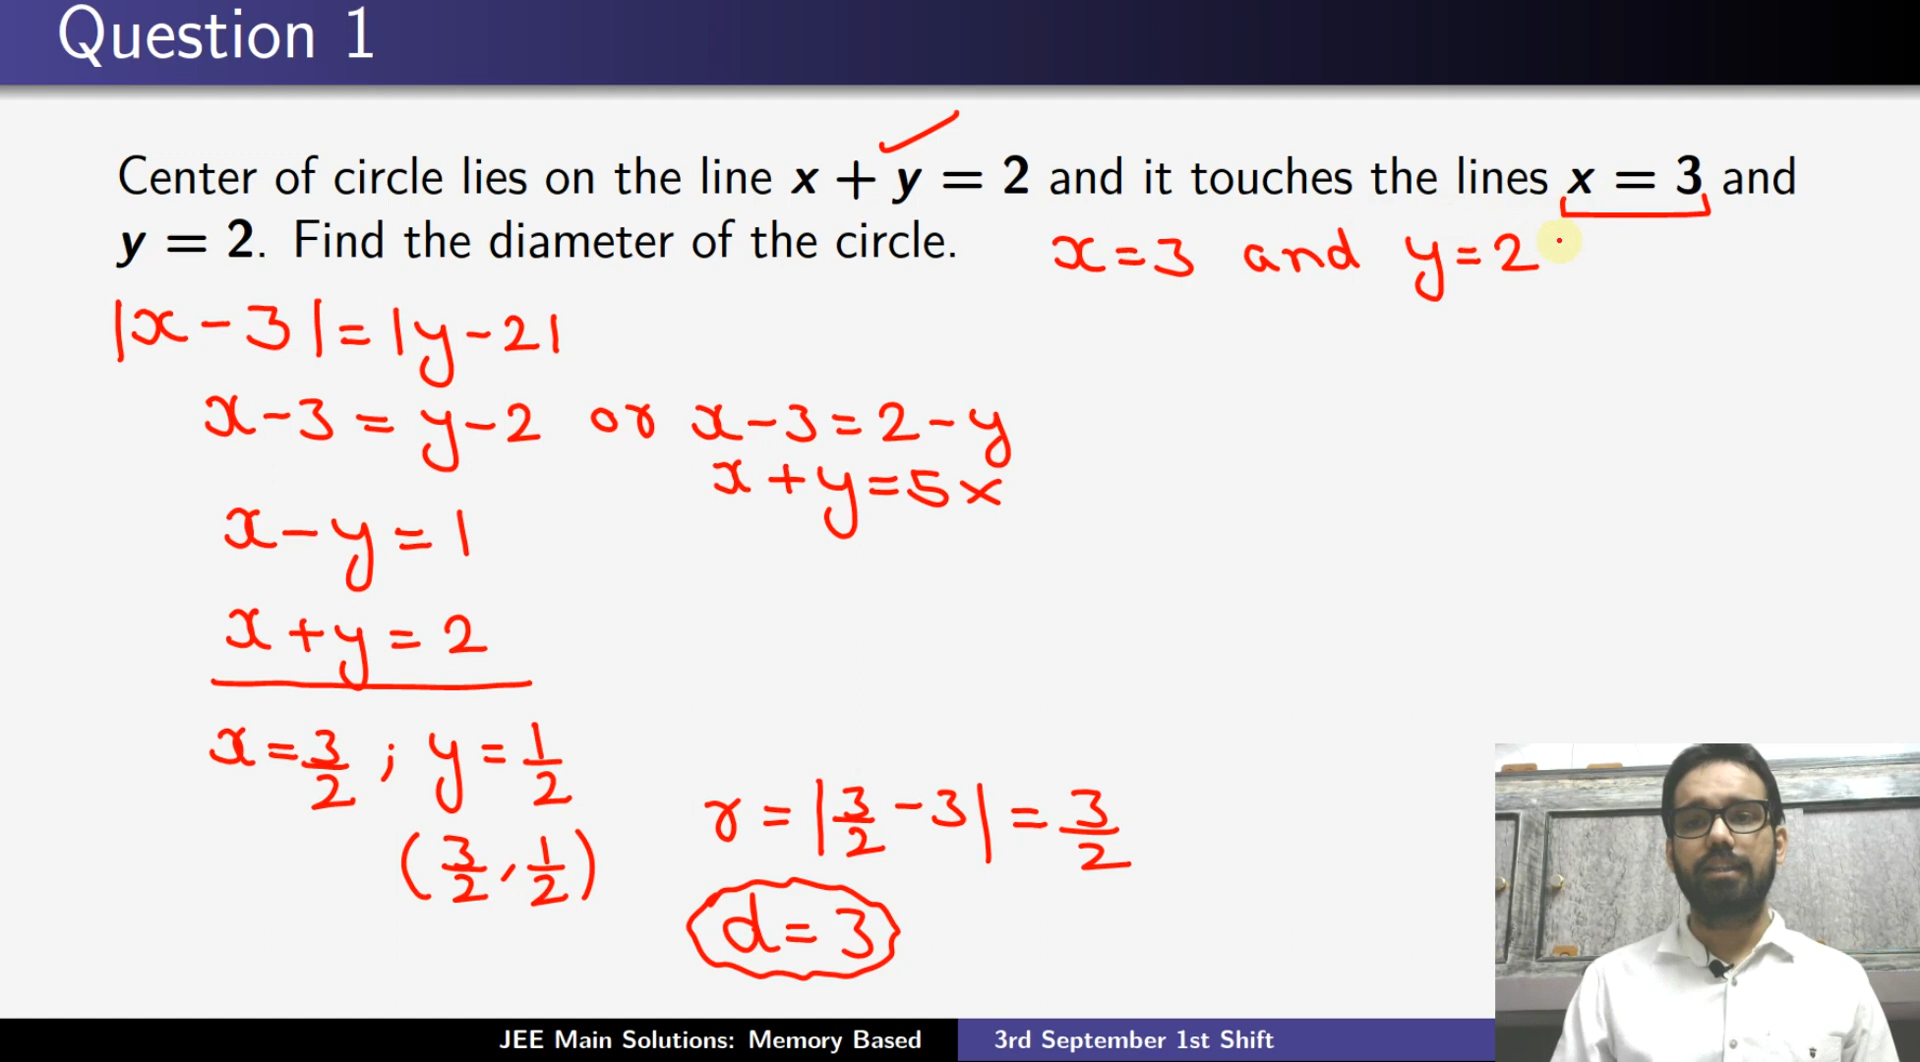 Question 1
Center of circle lies on the line x + y = 2 and it touches the lines x = 3 and
y = 2. Find the diameter of the circle.
x=3 and y=2
|x-3|=|y-2|
x-3=y-2 or x-3=2-y
x+y=5×
x-y=1
x+y=2
x=3/2 ; y=1/2
(3/2, 1/2)
r=|3/2-3|=3/2
d=3
JEE Main Solutions: Memory Based
3rd September 1st Shift